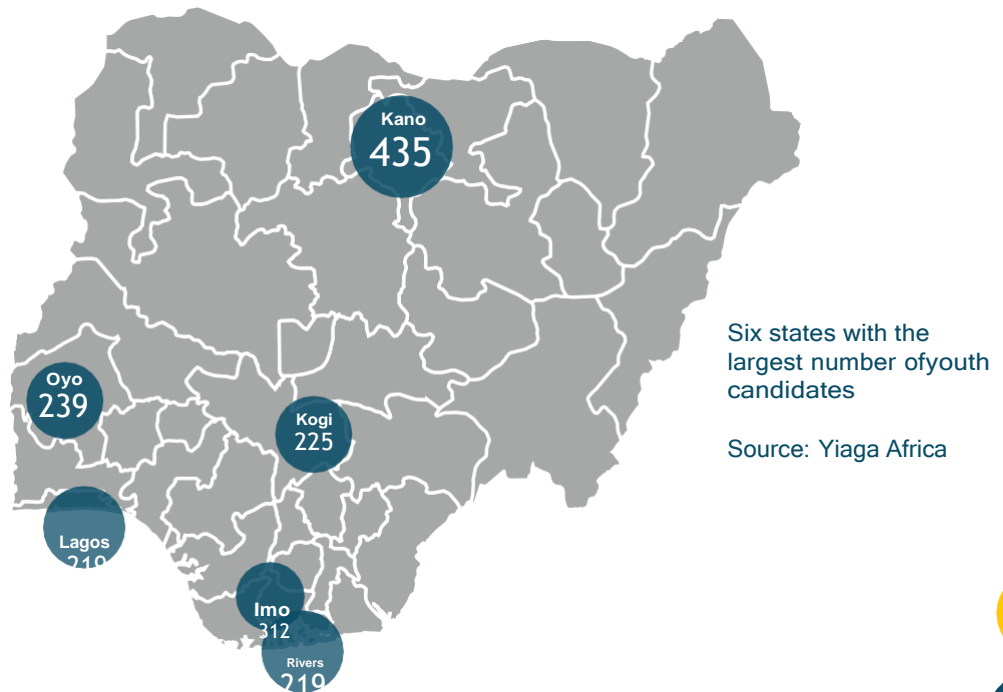 Kano
435
Oyo
239
Kogi
225
Lagos
219
Imo
312
Rivers
219
Six states with the
largest number ofyouth
candidates
Source: Yiaga Africa